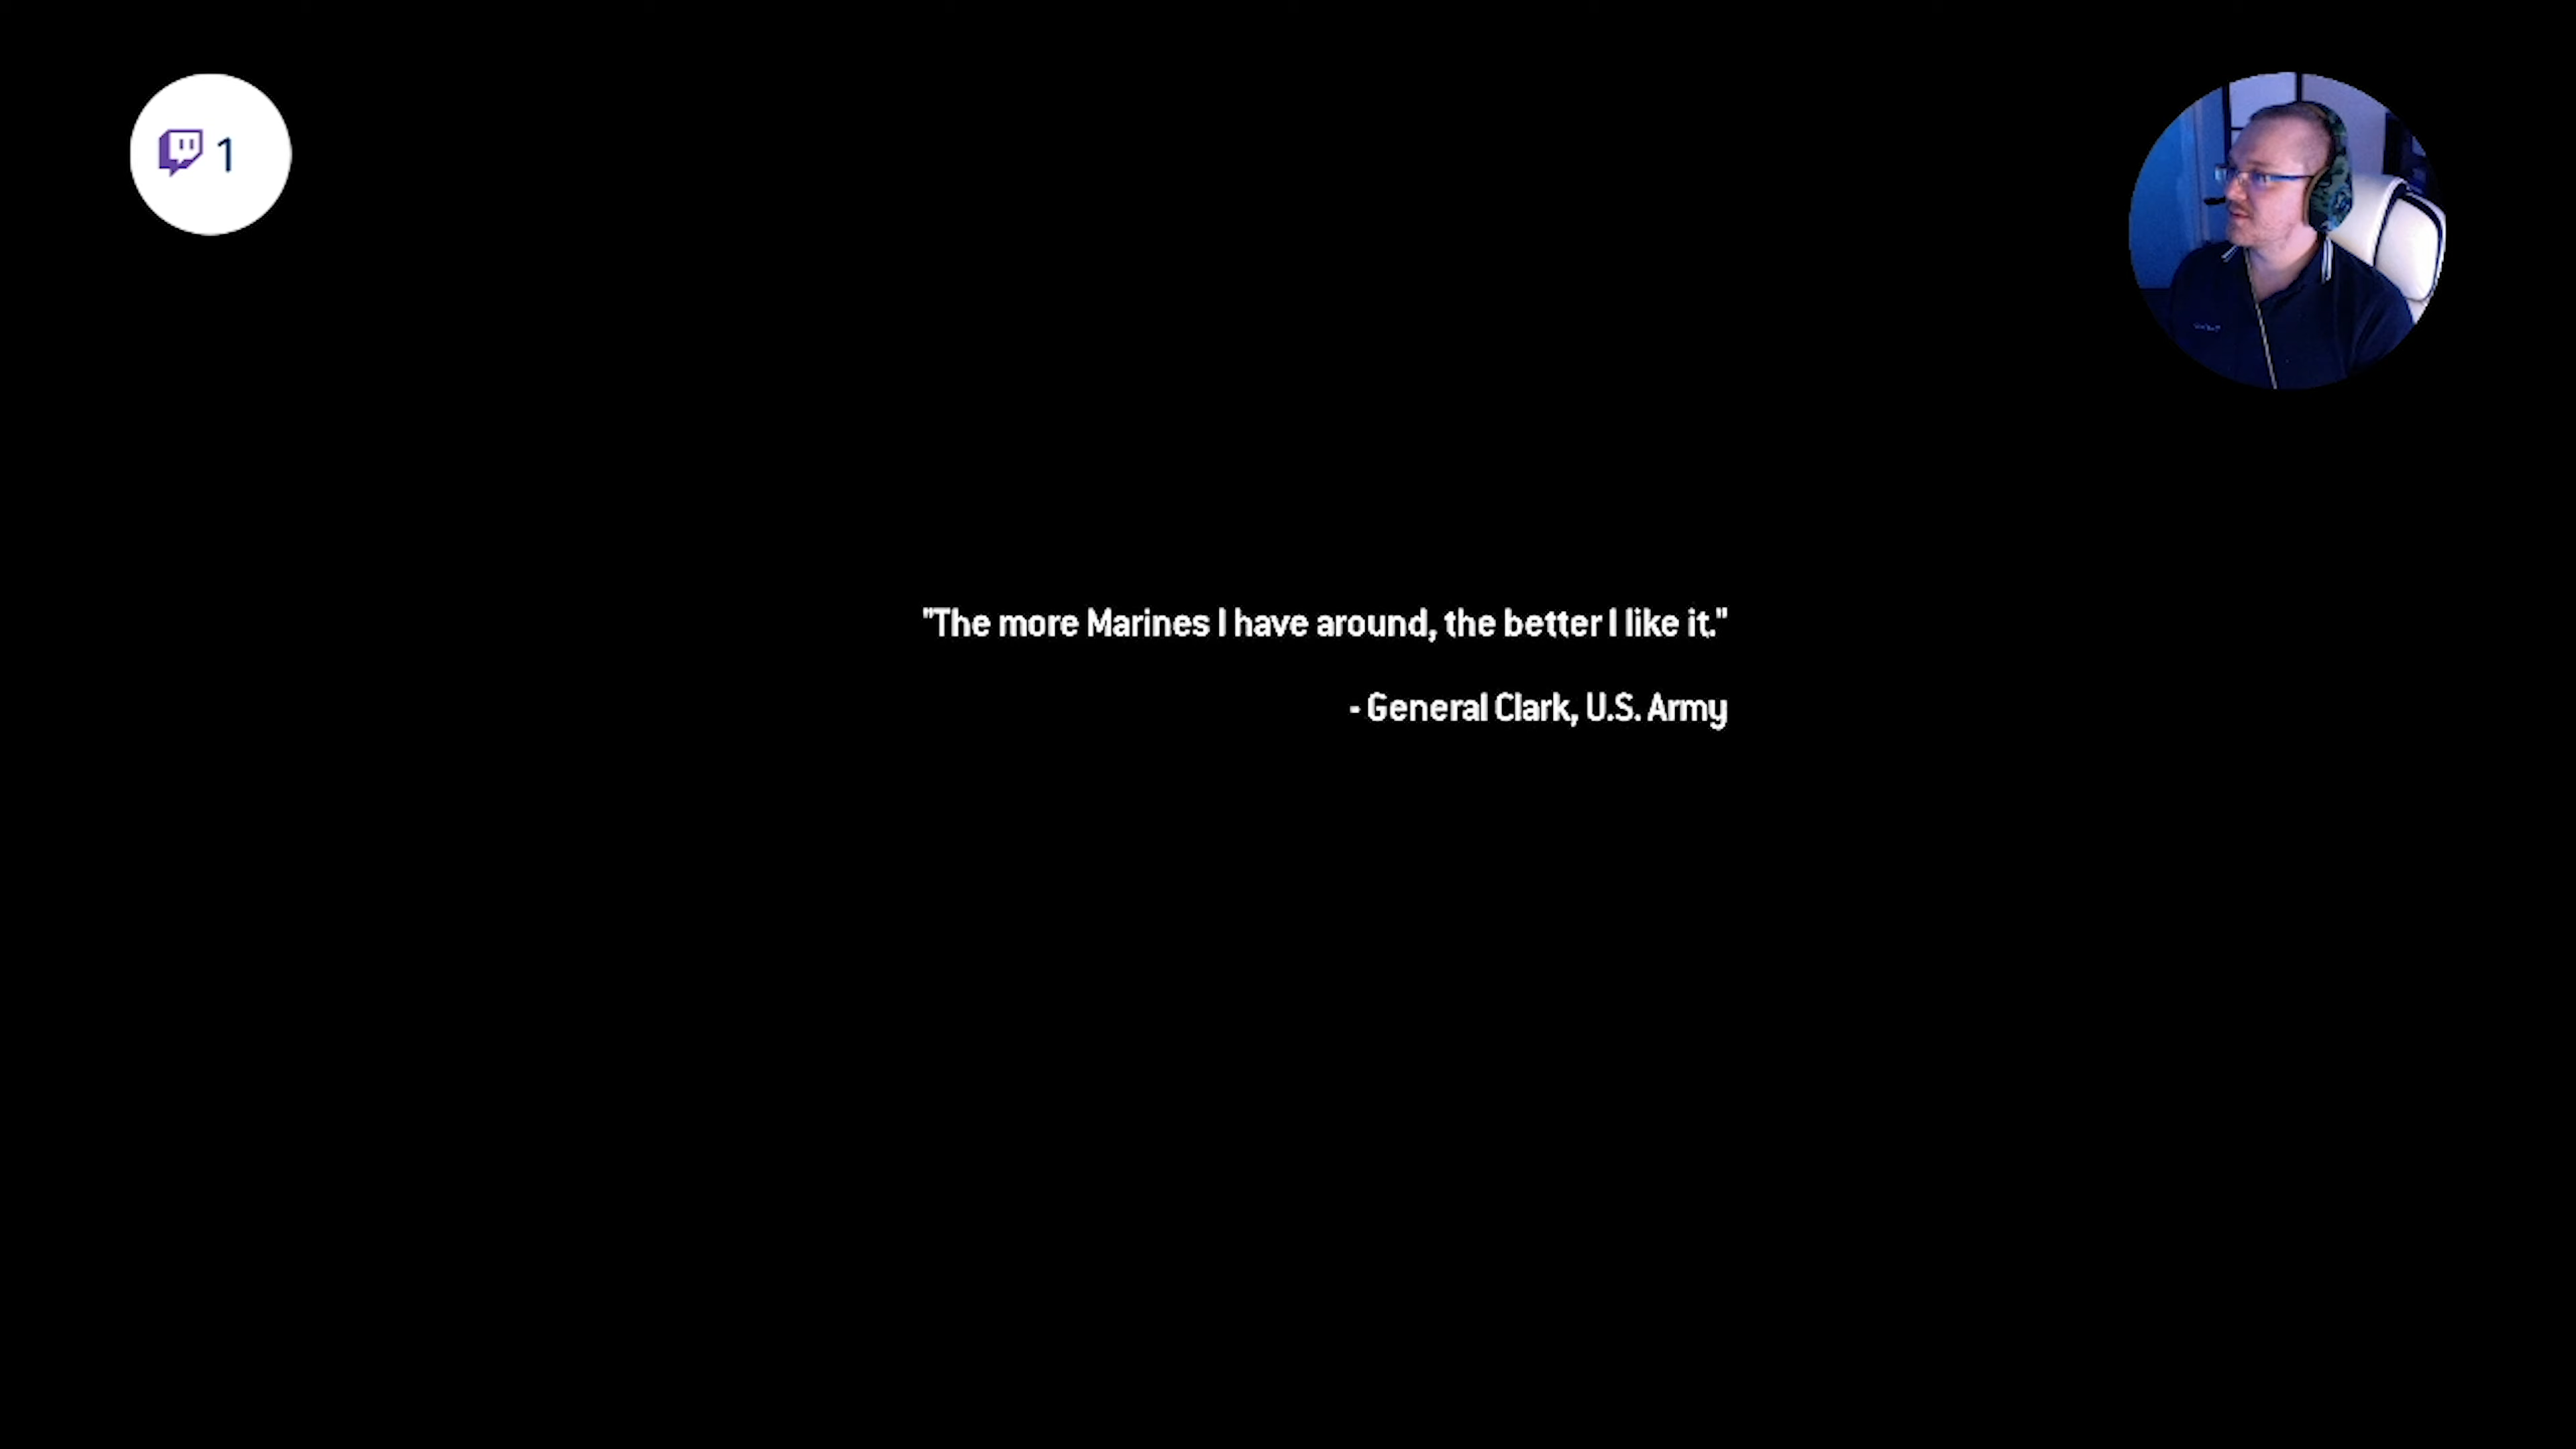 1
"The more Marines I have around, the better I like it."
- General Clark, U.S. Army